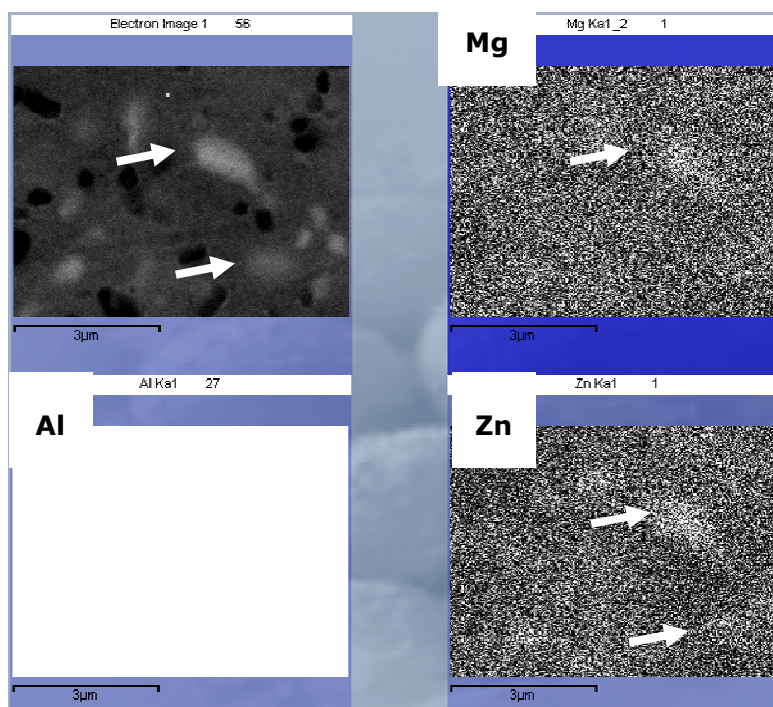 Electron Image 1 56
Mg Ka1_2 1
Mg
3µm
3µm
Al Ka1 27
Zn Ka1 1
Al
Zn
3µm
3µm